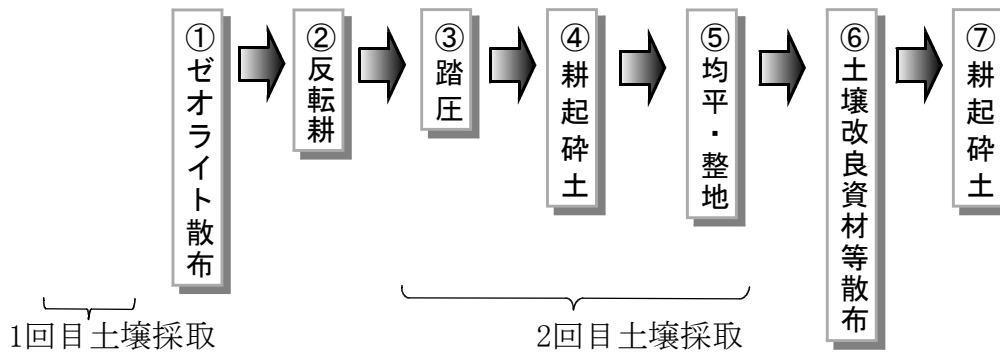 ①ゼオライト散布
②反転耕
③踏圧
④耕起砕土
⑤均平・整地
⑥土壌改良資材等散布
⑦耕起砕土
1回目土壌採取
2回目土壌採取